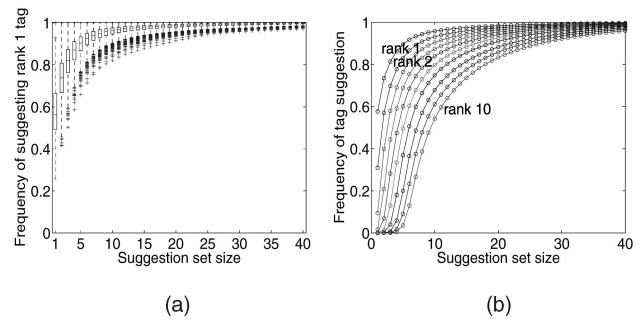 Frequency of suggesting rank 1 tag
1
0.8
0.6
0.4
0.2
0
1 5 10 15 20 25 30 35 40
Suggestion set size
(a)
Frequency of tag suggestion
1
0.8
0.6
0.4
0.2
0
rank 1
rank 2
rank 10
0 10 20 30 40
Suggestion set size
(b)